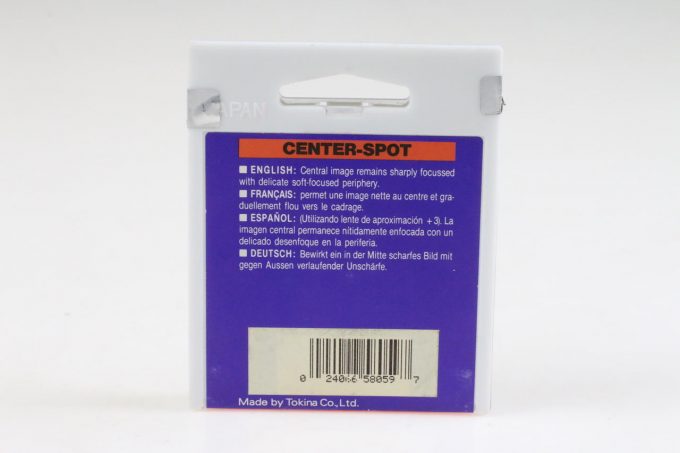 JAPAN
CENTER-SPOT
■ ENGLISH: Central image remains sharply focussed
with delicate soft-focused periphery.
■ FRANÇAIS: permet une image nette au centre et gra-
duellement flou vers le cadrage.
■ ESPAÑOL: (Utilizando lente de aproximación +3). La
imagen central permanece nítidamente enfocada con un
delicado desenfoque en la periferia.
■ DEUTSCH: Bewirkt ein in der Mitte scharfes Bild mit
gegen Aussen verlaufender Unschärfe.
0 24066 58059 7
Made by Tokina Co., Ltd.